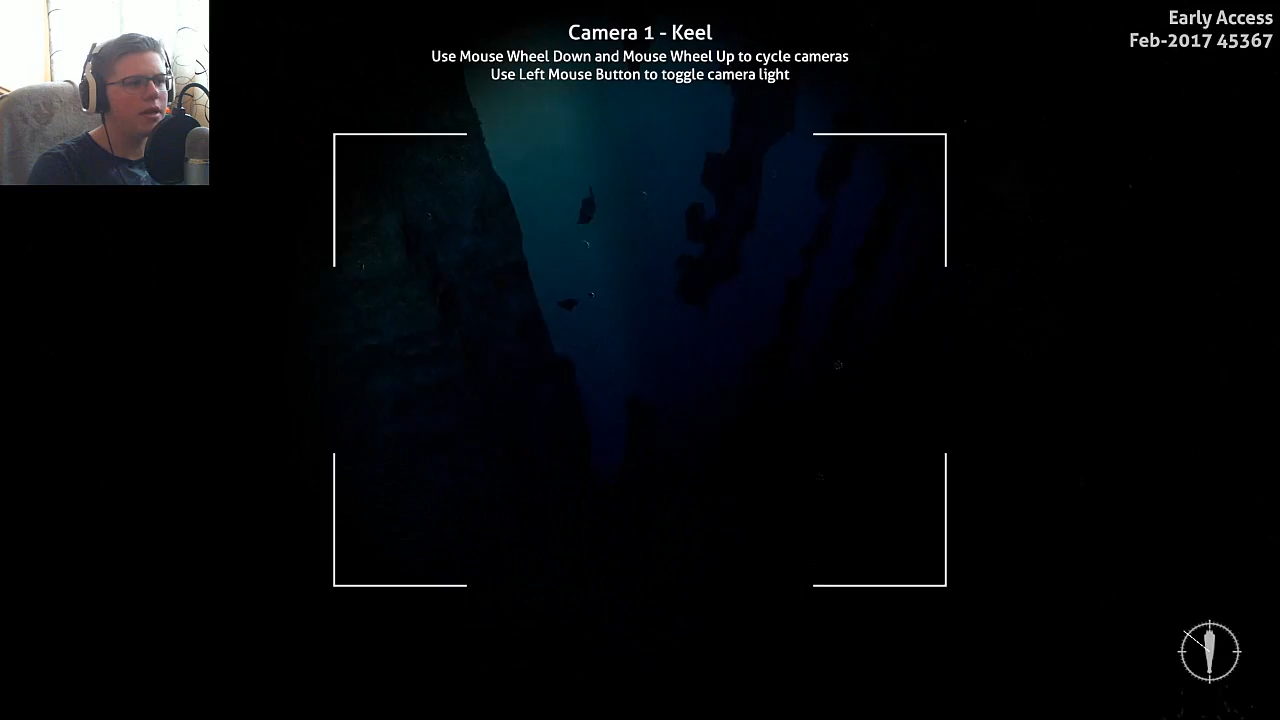 Camera 1 - Keel
Use Mouse Wheel Down and Mouse Wheel Up to cycle cameras
Use Left Mouse Button to toggle camera light
Early Access
Feb-2017 45367